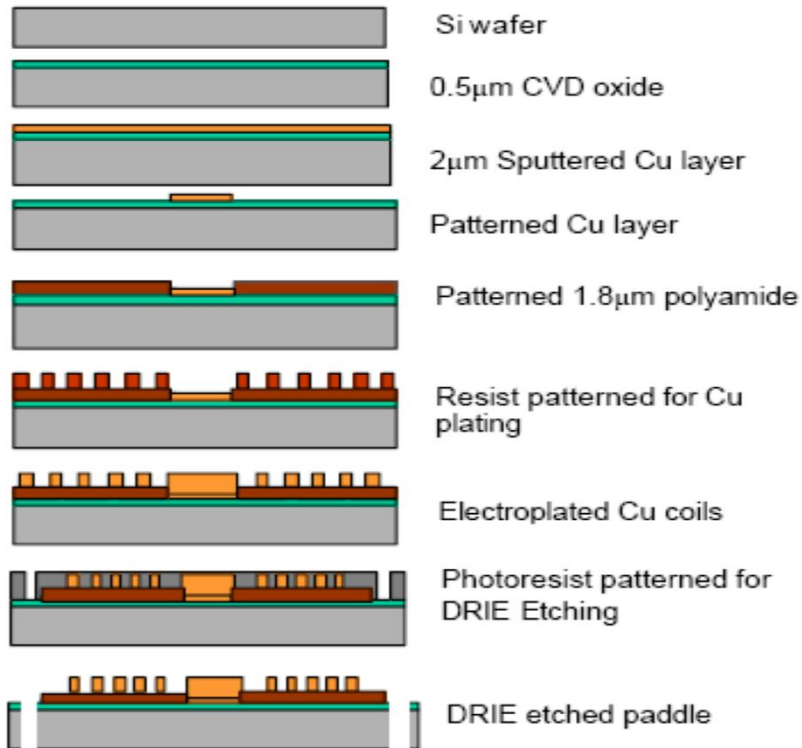 Si wafer
0.5μm CVD oxide
2μm Sputtered Cu layer
Patterned Cu layer
Patterned 1.8μm polyamide
Resist patterned for Cu
plating
Electroplated Cu coils
Photoresist patterned for
DRIE Etching
DRIE etched paddle